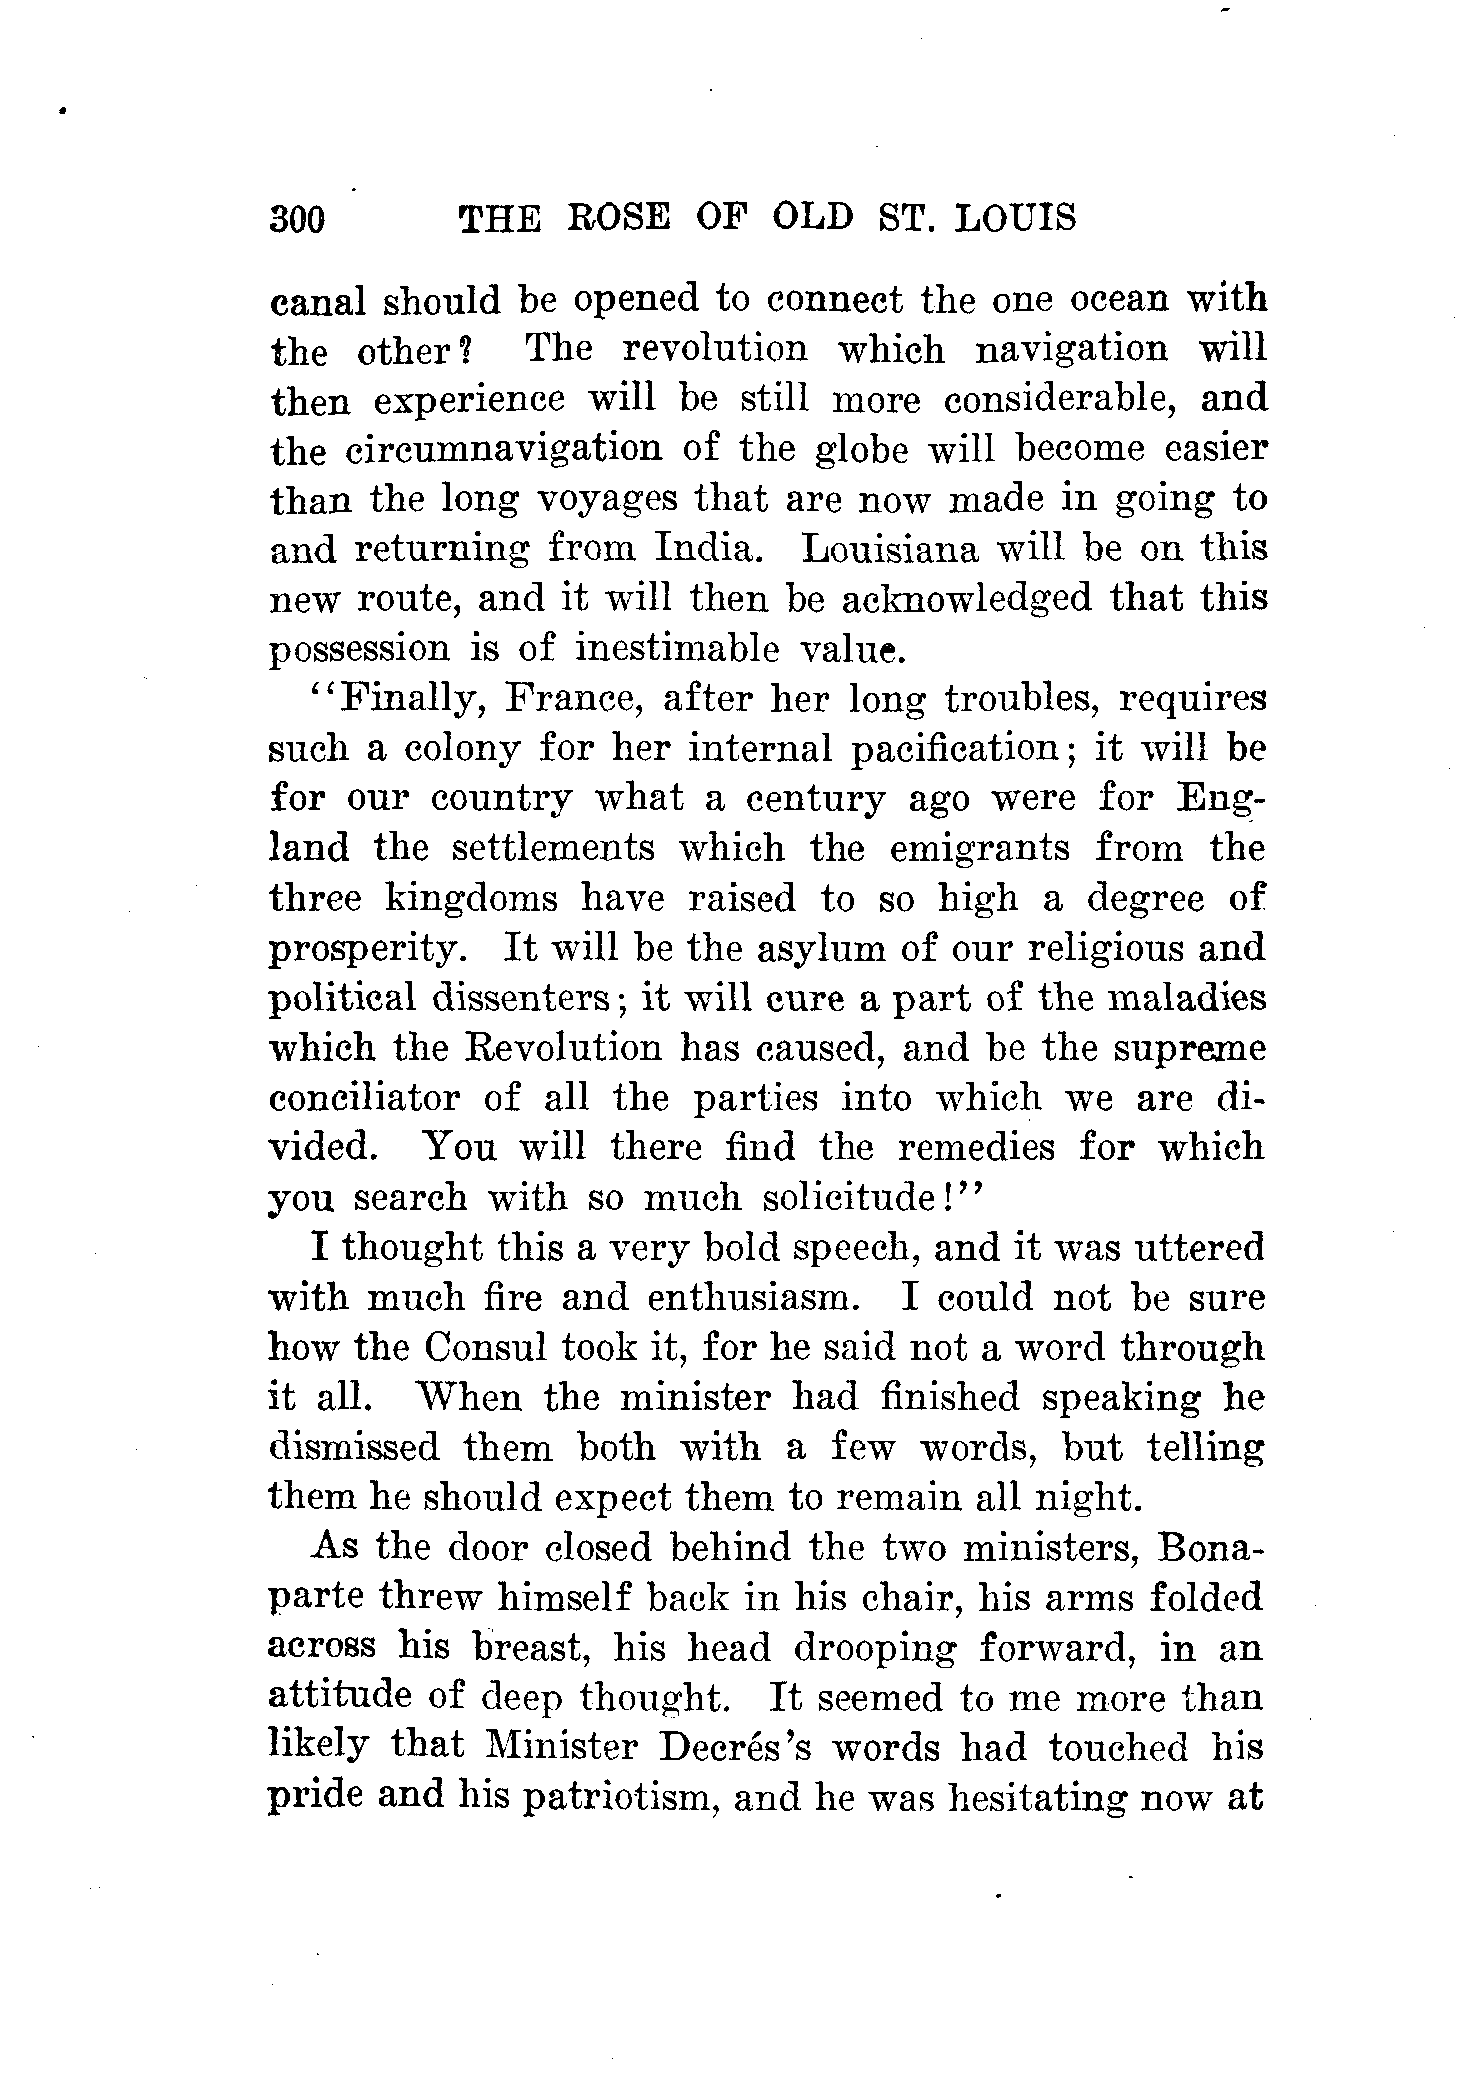 300 THE ROSE OF OLD ST. LOUIS
canal should be opened to connect the one ocean with
the other? The revolution which navigation will
then experience will be still more considerable, and
the circumnavigation of the globe will become easier
than the long voyages that are now made in going to
and returning from India. Louisiana will be on this
new route, and it will then be acknowledged that this
possession is of inestimable value.
"Finally, France, after her long troubles, requires
such a colony for her internal pacification; it will be
for our country what a century ago were for Eng-
land the settlements which the emigrants from the
three kingdoms have raised to so high a degree of
prosperity. It will be the asylum of our religious and
political dissenters; it will cure a part of the maladies
which the Revolution has caused, and be the supreme
conciliator of all the parties into which we are di-
vided. You will there find the remedies for which
you search with so much solicitude!"
I thought this a very bold speech, and it was uttered
with much fire and enthusiasm. I could not be sure
how the Consul took it, for he said not a word through
it all. When the minister had finished speaking he
dismissed them both with a few words, but telling
them he should expect them to remain all night.
As the door closed behind the two ministers, Bona-
parte threw himself back in his chair, his arms folded
across his breast, his head drooping forward, in an
attitude of deep thought. It seemed to me more than
likely that Minister Decrés's words had touched his
pride and his patriotism, and he was hesitating now at